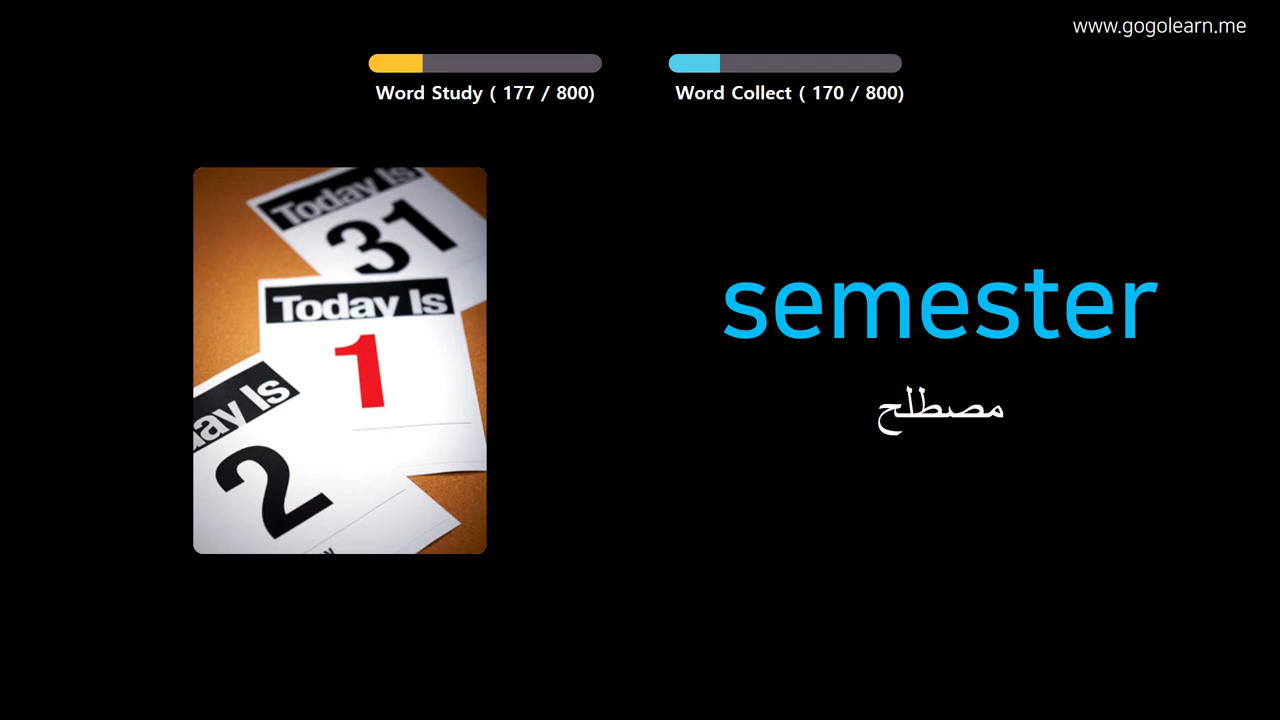 www.gogolearn.me
Word Study ( 177 / 800)
Word Collect ( 170 / 800)
Today Is
31
Today Is
1
ay Is
2
semester
مصطلح